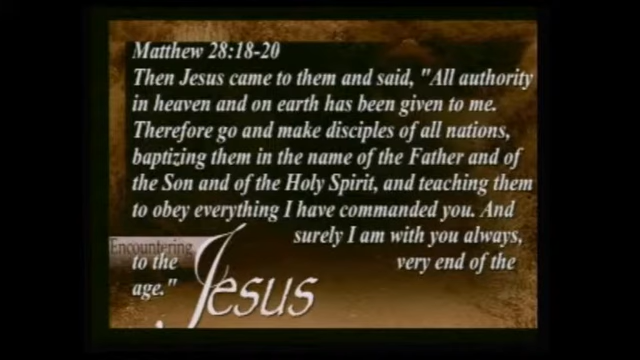 Matthew 28:18-20
Then Jesus came to them and said, "All authority
in heaven and on earth has been given to me.
Therefore go and make disciples of all nations,
baptizing them in the name of the Father and of
the Son and of the Holy Spirit, and teaching them
to obey everything I have commanded you. And
surely I am with you always,
to the very end of the
age."
Encountering
Jesus